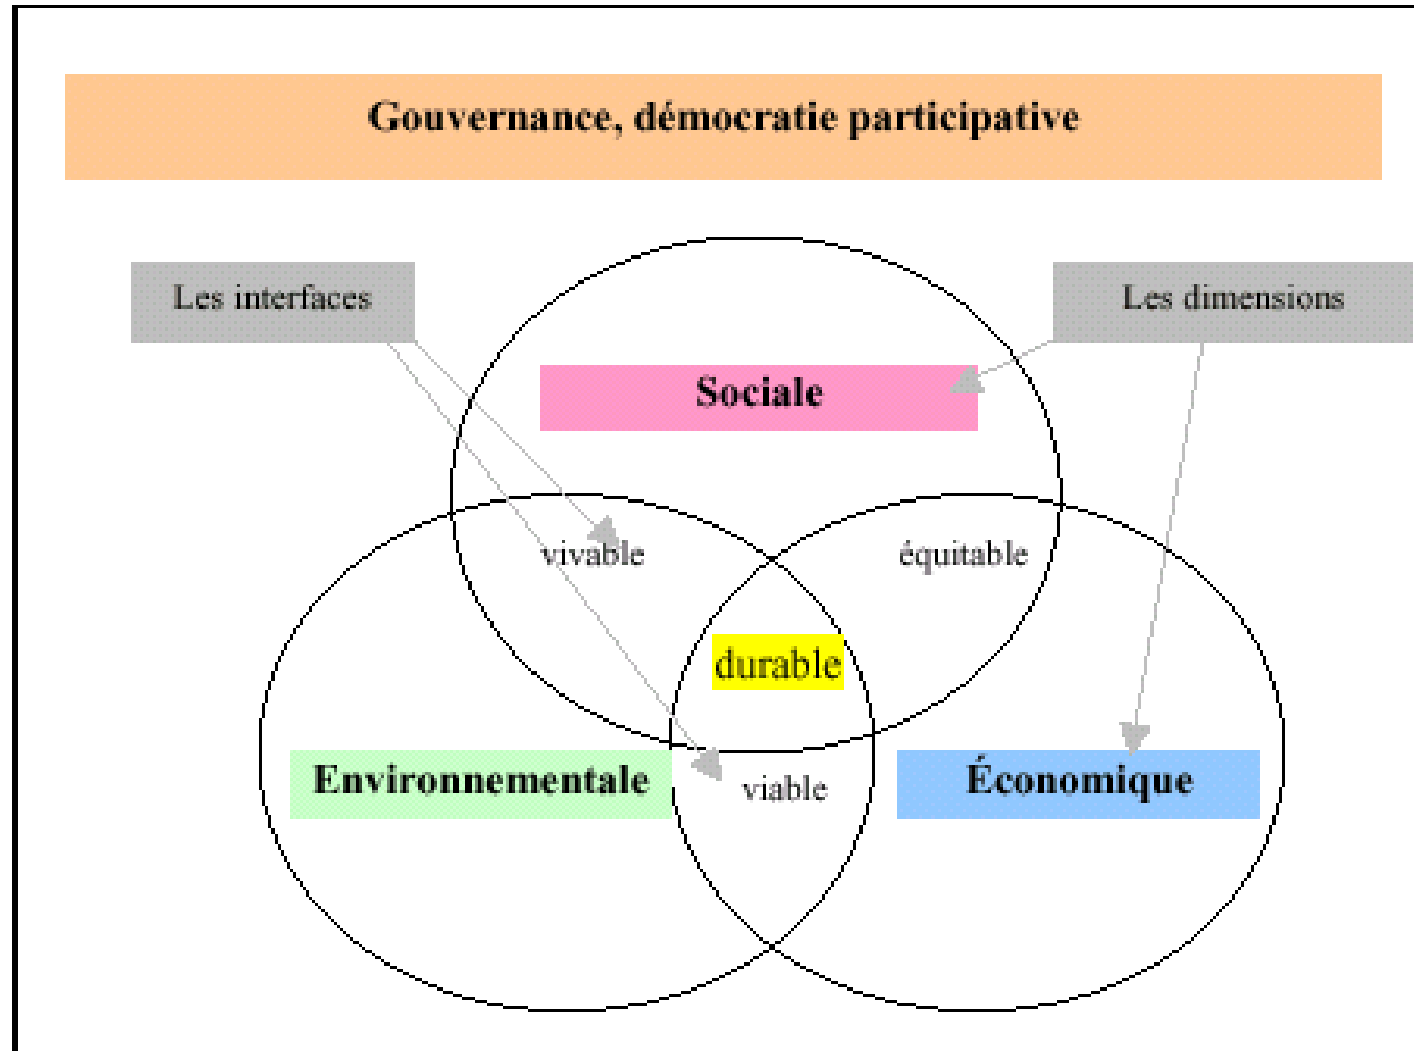 Gouvernance, démocratie participative
Les interfaces
Les dimensions
Sociale
vivable
équitable
durable
Environnementale
viable
Économique